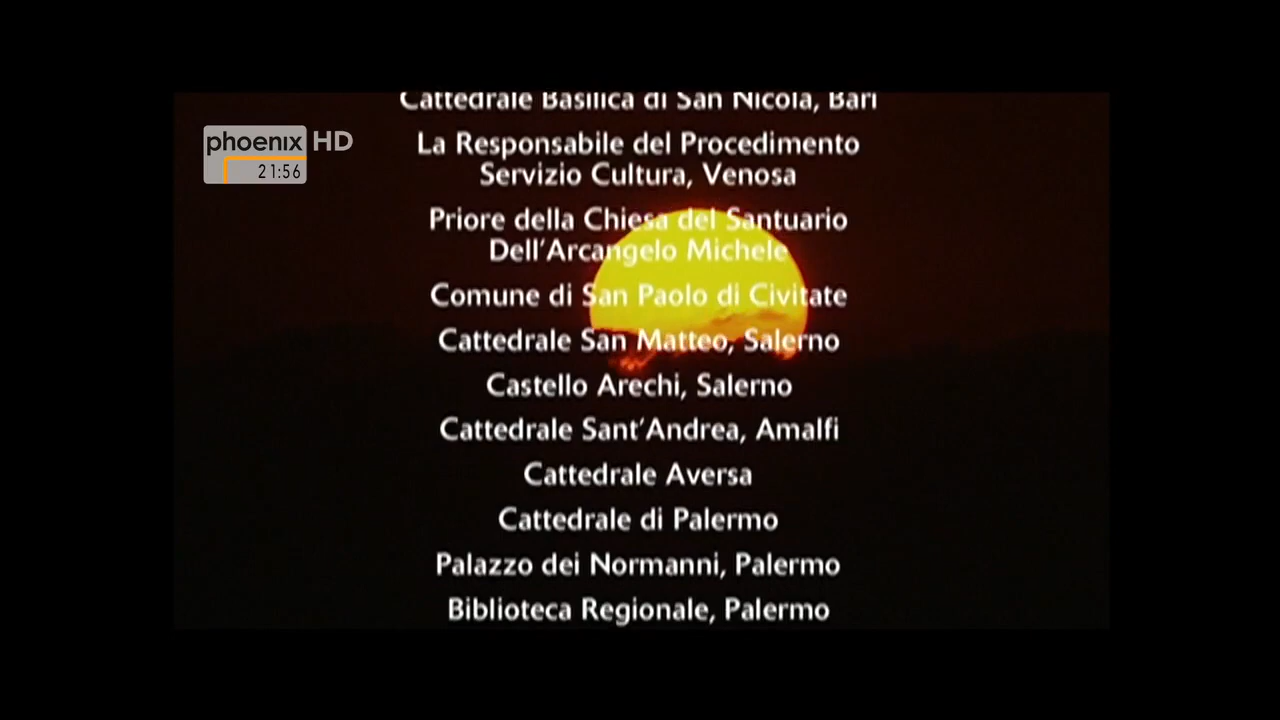 Cattedrale Basilica di San Nicola, Bari
phoenix HD
21:56
La Responsabile del Procedimento
Servizio Cultura, Venosa
Priore della Chiesa del Santuario
Dell'Arcangelo Michele
Comune di San Paolo di Civitate
Cattedrale San Matteo, Salerno
Castello Arechi, Salerno
Cattedrale Sant'Andrea, Amalfi
Cattedrale Aversa
Cattedrale di Palermo
Palazzo dei Normanni, Palermo
Biblioteca Regionale, Palermo